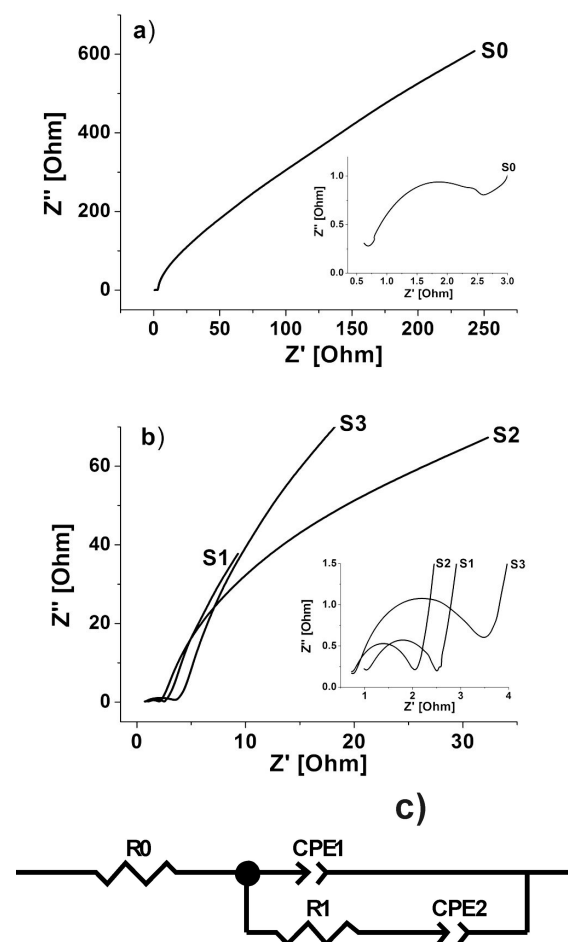 a)
S0
600
400
200
0
Z'' [Ohm]
0 50 100 150 200 250
Z' [Ohm]
S0
1.0
0.5
0.0
Z'' [Ohm]
0.5 1.0 1.5 2.0 2.5 3.0
Z' [Ohm]
b)
S3
S2
S1
60
40
20
0
Z'' [Ohm]
0 10 20 30
Z' [Ohm]
S2 S1 S3
1.5
1.0
0.5
0.0
Z'' [Ohm]
1 2 3 4
Z' [Ohm]
c)
R0 CPE1
R1 CPE2